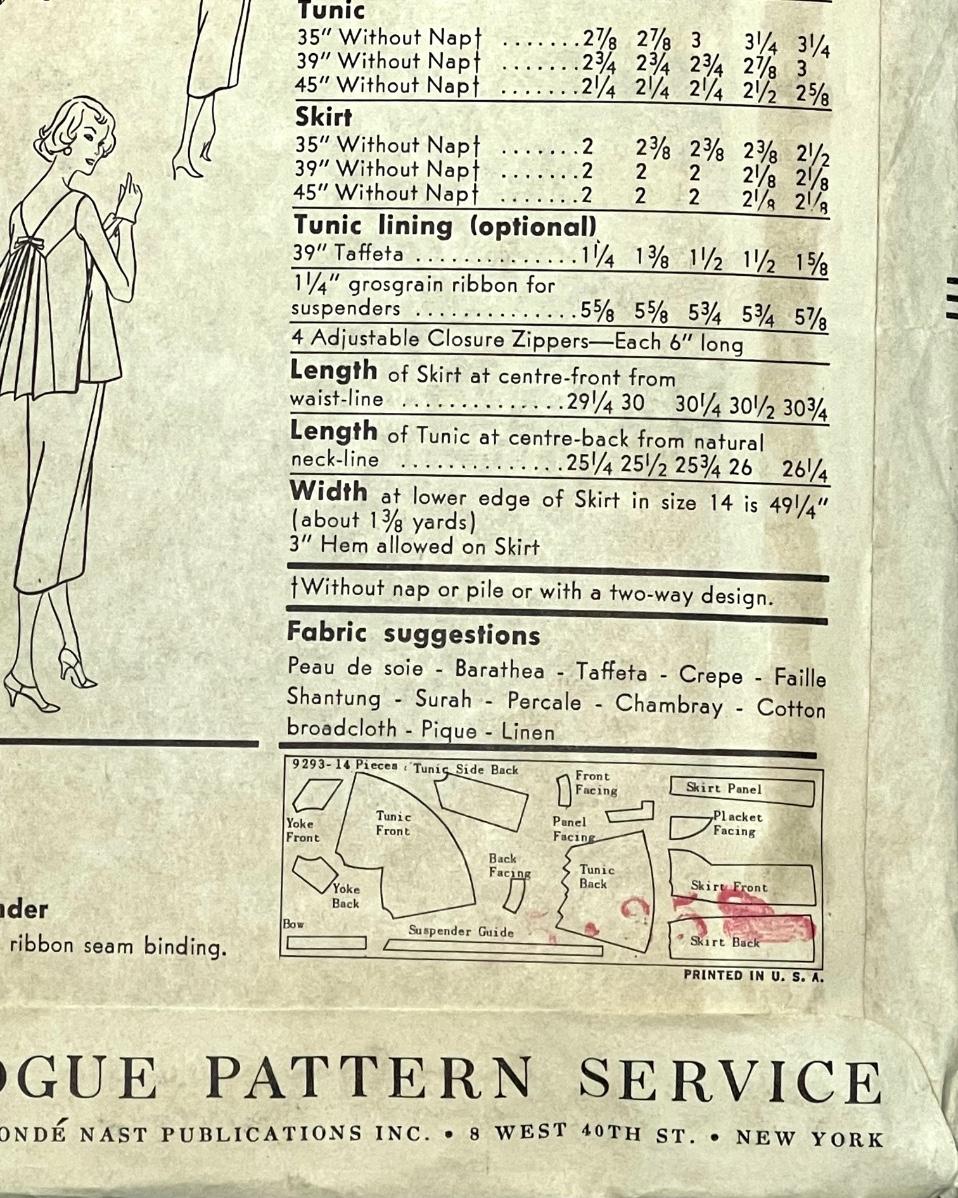 Tunic
35" Without Nap† .......2⅞ 2⅞ 3 3¼ 3¼
39" Without Nap† .......2¾ 2¾ 2¾ 2⅞ 3
45" Without Nap† .......2¼ 2¼ 2¼ 2½ 2⅝
Skirt
35" Without Nap† .......2 2⅜ 2⅜ 2⅜ 2½
39" Without Nap† .......2 2 2 2⅛ 2⅛
45" Without Nap† .......2 2 2 2⅛ 2⅛
Tunic lining (optional)
39" Taffeta ..............1¼ 1⅜ 1½ 1½ 1⅝
1¼" grosgrain ribbon for
suspenders ..............5⅝ 5⅝ 5¾ 5¾ 5⅞
4 Adjustable Closure Zippers—Each 6" long
Length of Skirt at centre-front from
waist-line ..............29¼ 30 30¼ 30½ 30¾
Length of Tunic at centre-back from natural
neck-line ..............25¼ 25½ 25¾ 26 26¼
Width at lower edge of Skirt in size 14 is 49¼"
(about 1⅜ yards)
3" Hem allowed on Skirt
†Without nap or pile or with a two-way design.
Fabric suggestions
Peau de soie - Barathea - Taffeta - Crepe - Faille
Shantung - Surah - Percale - Chambray - Cotton
broadcloth - Pique - Linen
9293-14 Pieces
Tunic Side Back
Front
Facing
Skirt Panel
Yoke
Front
Tunic
Front
Panel
Facing
Placket
Facing
Yoke
Back
Back
Facing
Tunic
Back
Skirt Front
Bow
Suspender Guide
Skirt Back
PRINTED IN U. S. A.
nder
ribbon seam binding.
OGUE PATTERN SERVICE
ONDÉ NAST PUBLICATIONS INC. • 8 WEST 40TH ST. • NEW YORK